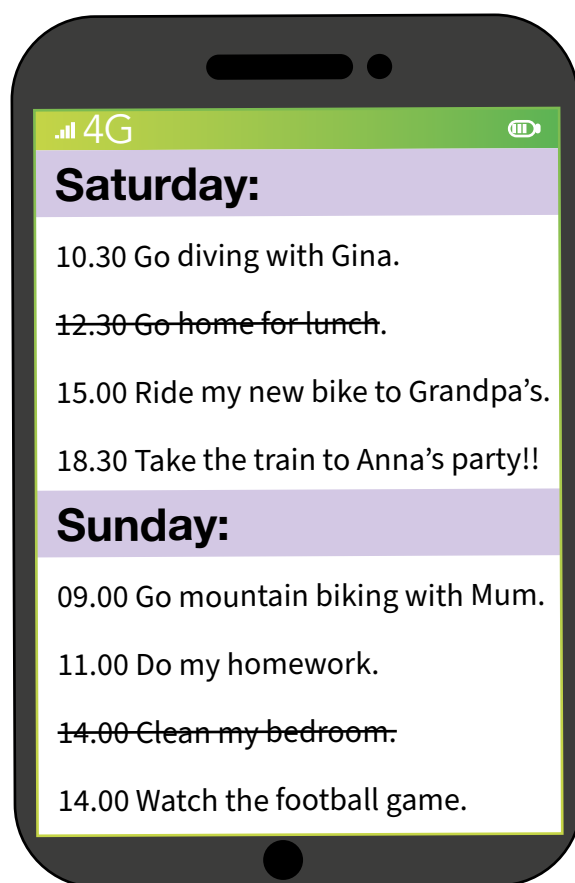 4G
Saturday:
10.30 Go diving with Gina.
12.30 Go home for lunch.
15.00 Ride my new bike to Grandpa’s.
18.30 Take the train to Anna’s party!!
Sunday:
09.00 Go mountain biking with Mum.
11.00 Do my homework.
14.00 Clean my bedroom.
14.00 Watch the football game.